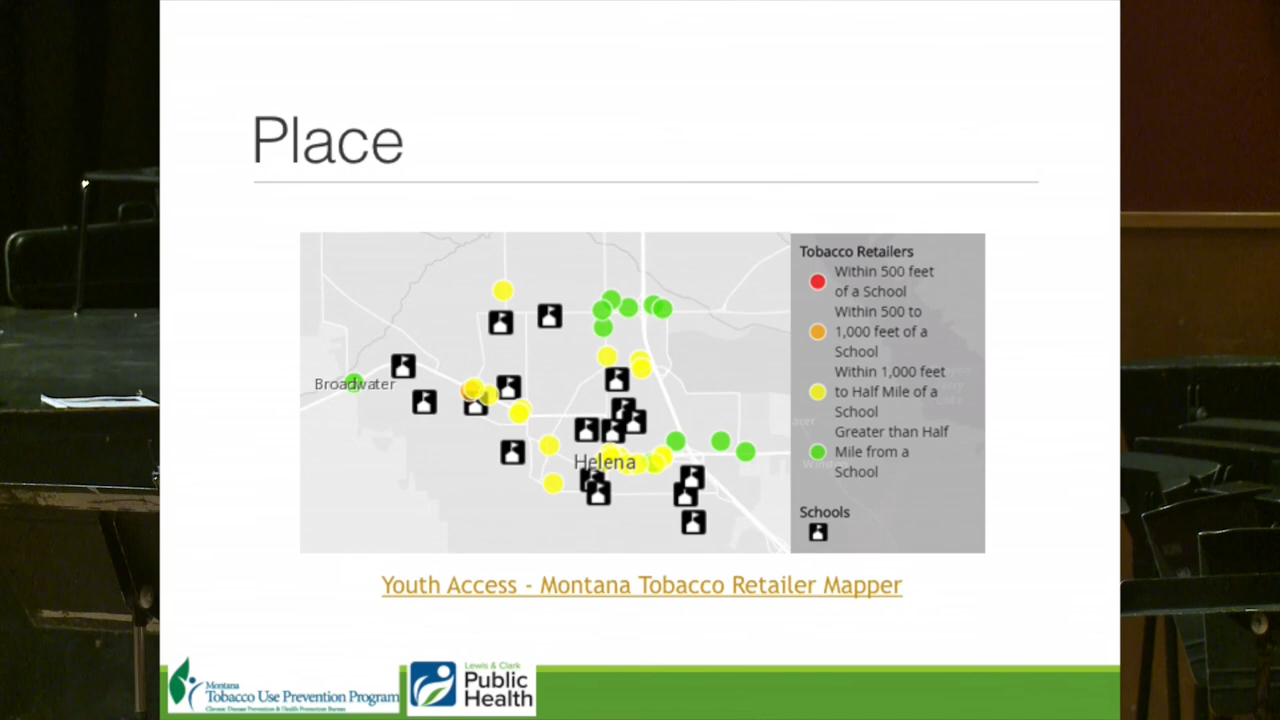 Place
Tobacco Retailers
Within 500 feet
of a School
Within 500 to
1,000 feet of a
School
Within 1,000 feet
to Half Mile of a
School
Greater than Half
Mile from a
School
Schools
Broadwater
Helena
Youth Access - Montana Tobacco Retailer Mapper
Montana
Tobacco Use Prevention Program
Chronic Disease Prevention & Health Promotion Bureau
Lewis & Clark
Public
Health